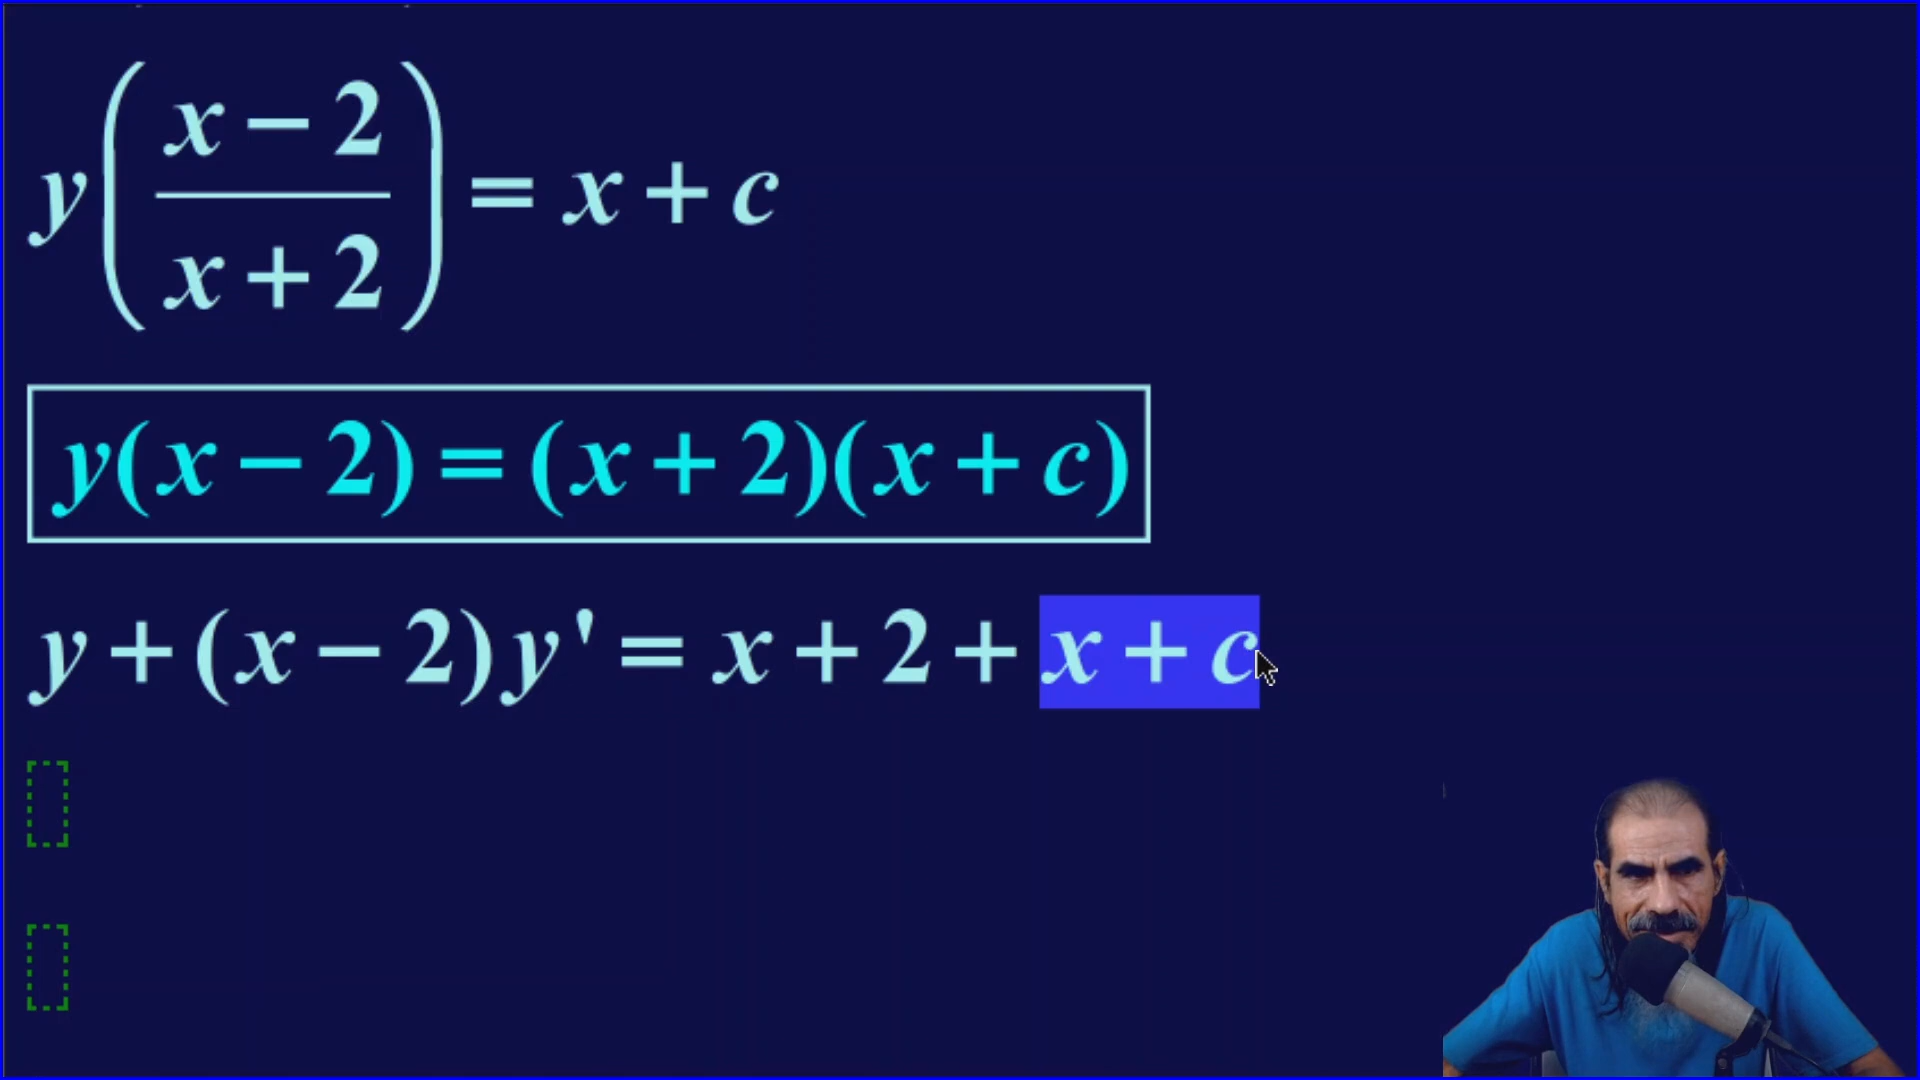 y(x − 2 / x + 2) = x + c
y(x − 2) = (x + 2)(x + c)
y + (x − 2)y' = x + 2 + x + c